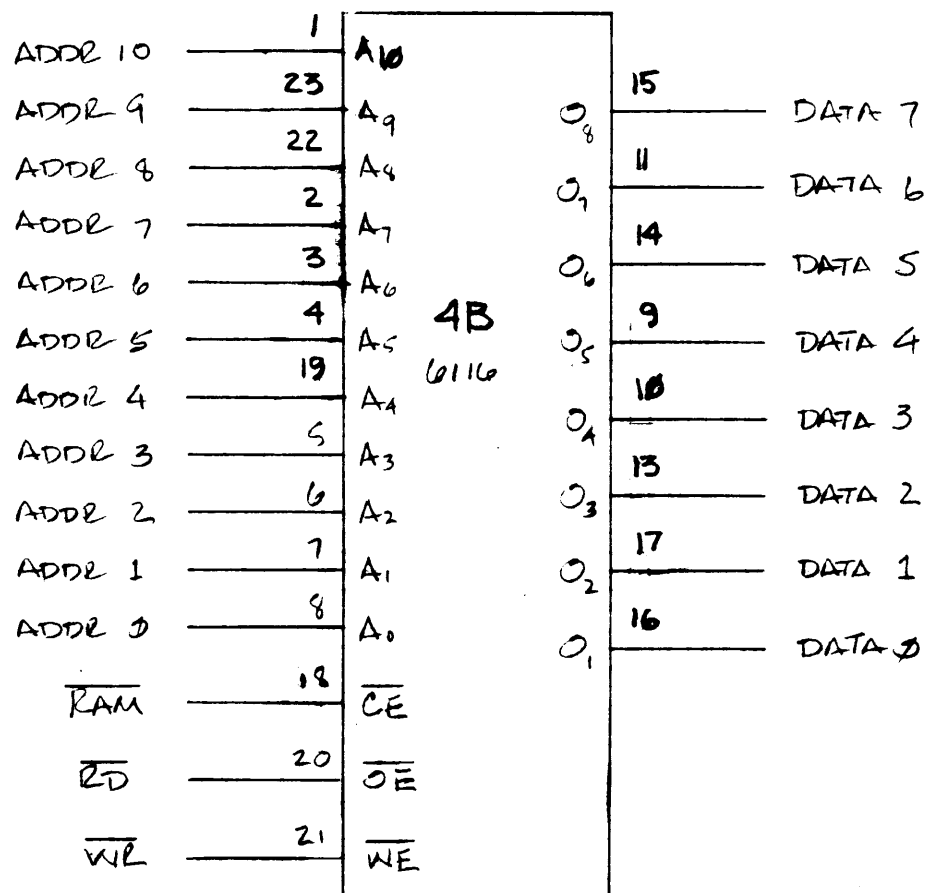 ADDR 10 1 A10
ADDR 9 23 A9 O8 15 DATA 7
ADDR 8 22 A8 O7 11 DATA 6
ADDR 7 2 A7
ADDR 6 3 A6 O6 14 DATA 5
ADDR 5 4 A5 4B O5 9 DATA 4
6116
ADDR 4 19 A4 O4 10 DATA 3
ADDR 3 5 A3
ADDR 2 6 A2 O3 13 DATA 2
ADDR 1 7 A1 O2 17 DATA 1
ADDR 0 8 A0 O1 16 DATA 0
RAM 18 CE
RD 20 OE
WR 21 WE